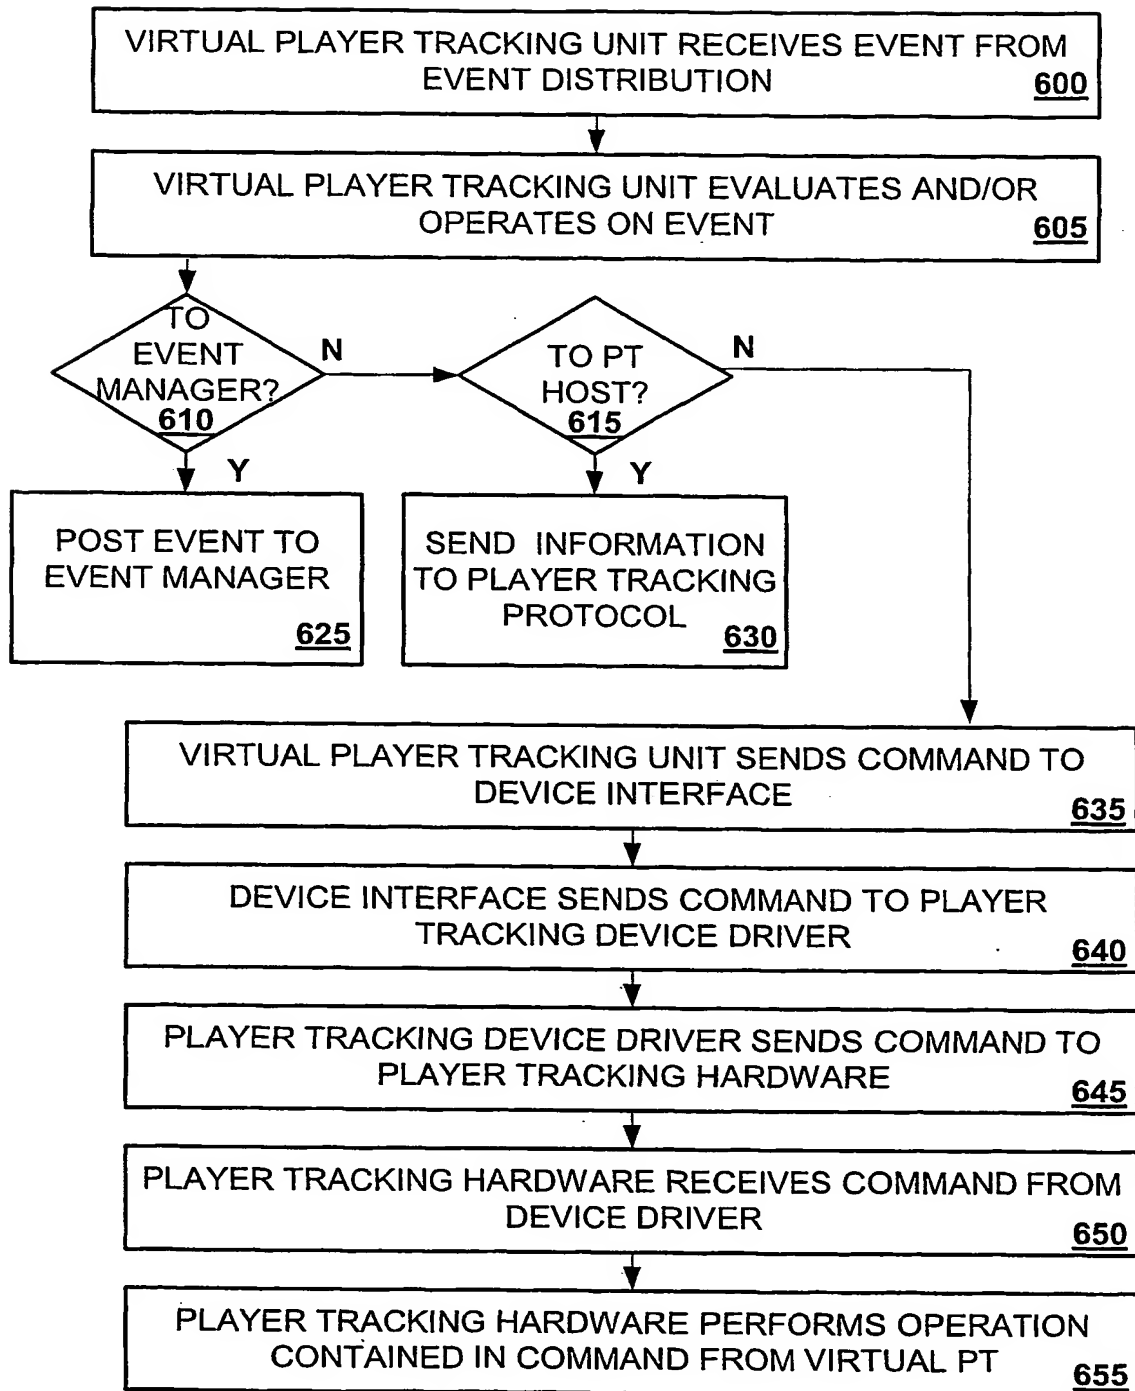 VIRTUAL PLAYER TRACKING UNIT RECEIVES EVENT FROM
EVENT DISTRIBUTION
600
VIRTUAL PLAYER TRACKING UNIT EVALUATES AND/OR
OPERATES ON EVENT
605
TO
EVENT
MANAGER?
610
N
TO PT
HOST?
615
N
Y
Y
POST EVENT TO
EVENT MANAGER
625
SEND INFORMATION
TO PLAYER TRACKING
PROTOCOL
630
VIRTUAL PLAYER TRACKING UNIT SENDS COMMAND TO
DEVICE INTERFACE
635
DEVICE INTERFACE SENDS COMMAND TO PLAYER
TRACKING DEVICE DRIVER
640
PLAYER TRACKING DEVICE DRIVER SENDS COMMAND TO
PLAYER TRACKING HARDWARE
645
PLAYER TRACKING HARDWARE RECEIVES COMMAND FROM
DEVICE DRIVER
650
PLAYER TRACKING HARDWARE PERFORMS OPERATION
CONTAINED IN COMMAND FROM VIRTUAL PT
655